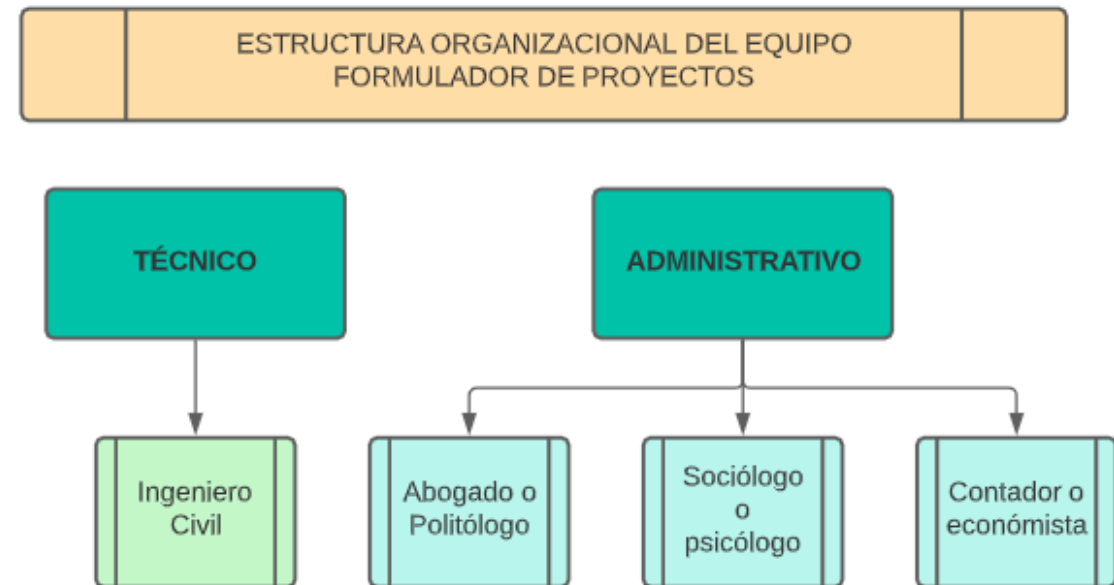 ESTRUCTURA ORGANIZACIONAL DEL EQUIPO
FORMULADOR DE PROYECTOS
TÉCNICO
ADMINISTRATIVO
Ingeniero
Civil
Abogado o
Politólogo
Sociólogo
o
psicólogo
Contador o
económista